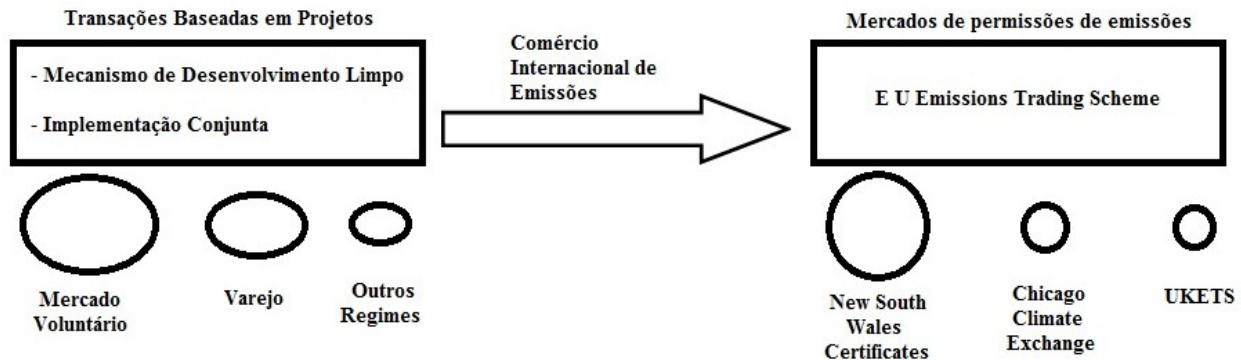 Transações Baseadas em Projetos
- Mecanismo de Desenvolvimento Limpo
- Implementação Conjunta
Mercado
Voluntário
Varejo
Outros
Regimes
Comércio
Internacional de
Emissões
Mercados de permissões de emissões
E U Emissions Trading Scheme
New South
Wales
Certificates
Chicago
Climate
Exchange
UKETS